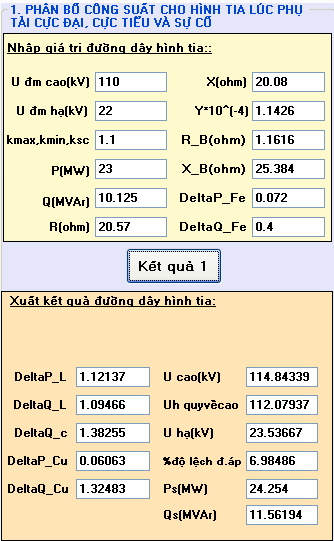 1. PHÂN BỐ CÔNG SUẤT CHO HÌNH TIA LÚC PHỤ
TẢI CỰC ĐẠI, CỰC TIỂU VÀ SỰ CỐ
Nhập giá trị đường dây hình tia::
U đm cao(kV) 110 X(ohm) 20.08
U đm hạ(kV) 22 Y*10^(-4) 1.1426
kmax,kmin,ksc 1.1 R_B(ohm) 1.1616
P(MW) 23 X_B(ohm) 25.384
Q(MVAr) 10.125 DeltaP_Fe 0.072
R(ohm) 20.57 DeltaQ_Fe 0.4
Kết quả 1
Xuất kết quả đường dây hình tia:
DeltaP_L 1.12137 U cao(kV) 114.84339
DeltaQ_L 1.09466 Uh quyvềcao 112.07937
DeltaQ_c 1.38255 U hạ(kV) 23.53667
DeltaP_Cu 0.06063 %độ lệch đ.áp 6.98486
DeltaQ_Cu 1.32483 Ps(MW) 24.254
Qs(MVAr) 11.56194